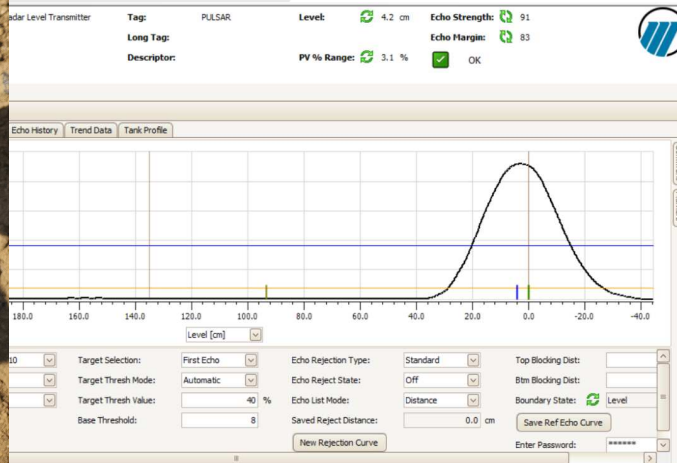 adar Level Transmitter Tag: PULSAR Level: 4.2 cm Echo Strength: 91
Long Tag: Echo Margin: 83
Descriptor: PV % Range: 3.1 % OK
Echo History Trend Data Tank Profile
180.0 160.0 140.0 120.0 100.0 80.0 60.0 40.0 20.0 0.0 -20.0 -40.0
Level [cm]
10 Target Selection: First Echo Echo Rejection Type: Standard Top Blocking Dist:
Target Thresh Mode: Automatic Echo Reject State: Off Btm Blocking Dist:
Target Thresh Value: 40 % Echo List Mode: Distance Boundary State: Level
Base Threshold: 8 Saved Reject Distance: 0.0 cm Save Ref Echo Curve
New Rejection Curve Enter Password: ******